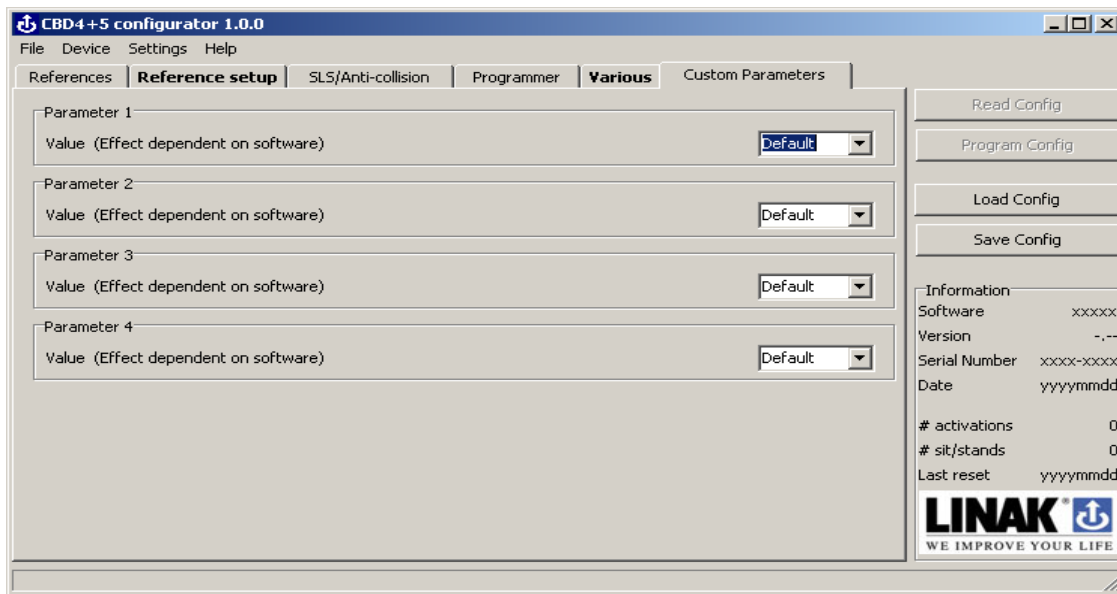 CBD4+5 configurator 1.0.0
File Device Settings Help
References Reference setup SLS/Anti-collision Programmer Various Custom Parameters
Parameter 1
Value (Effect dependent on software) Default
Parameter 2
Value (Effect dependent on software) Default
Parameter 3
Value (Effect dependent on software) Default
Parameter 4
Value (Effect dependent on software) Default
Read Config
Program Config
Load Config
Save Config
Information
Software xxxxx
Version -.--
Serial Number xxxx-xxxx
Date yyyymmdd
# activations 0
# sit/stands 0
Last reset yyyymmdd
LINAK®
WE IMPROVE YOUR LIFE